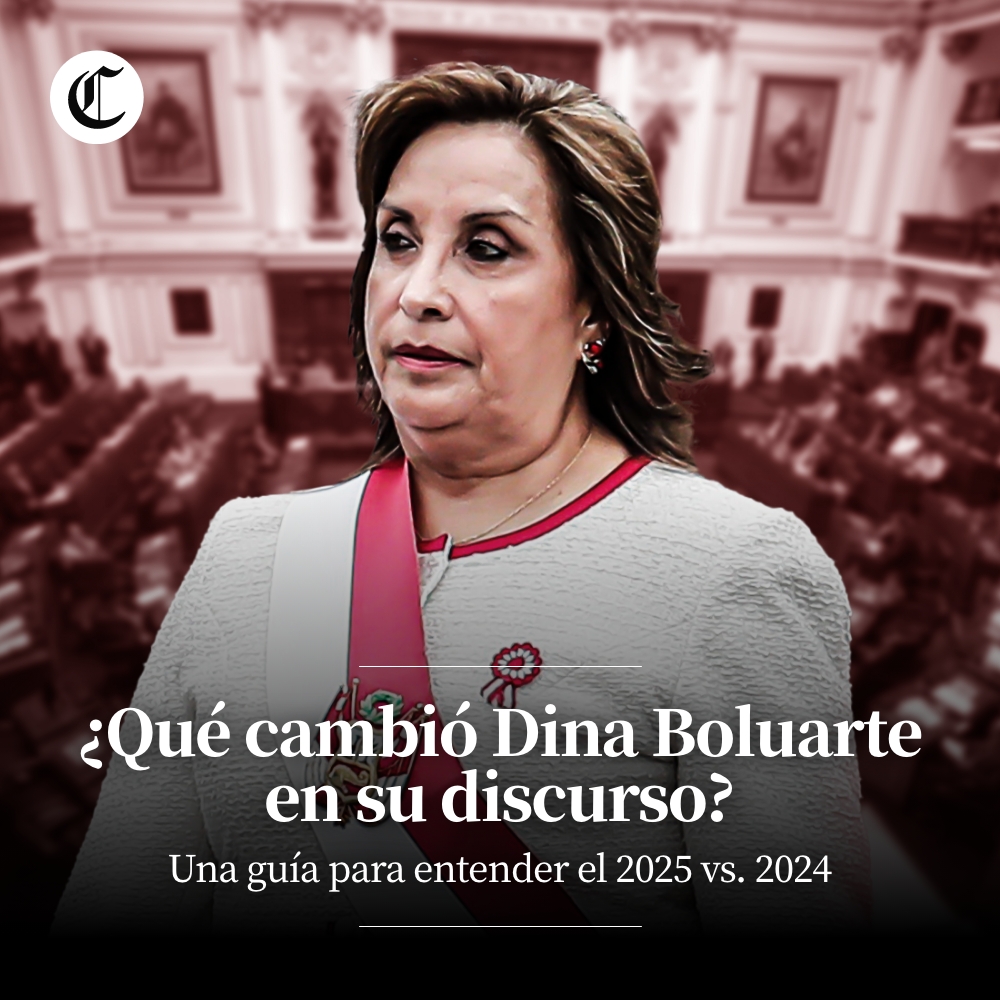 C
¿Qué cambió Dina Boluarte
en su discurso?
Una guía para entender el 2025 vs. 2024